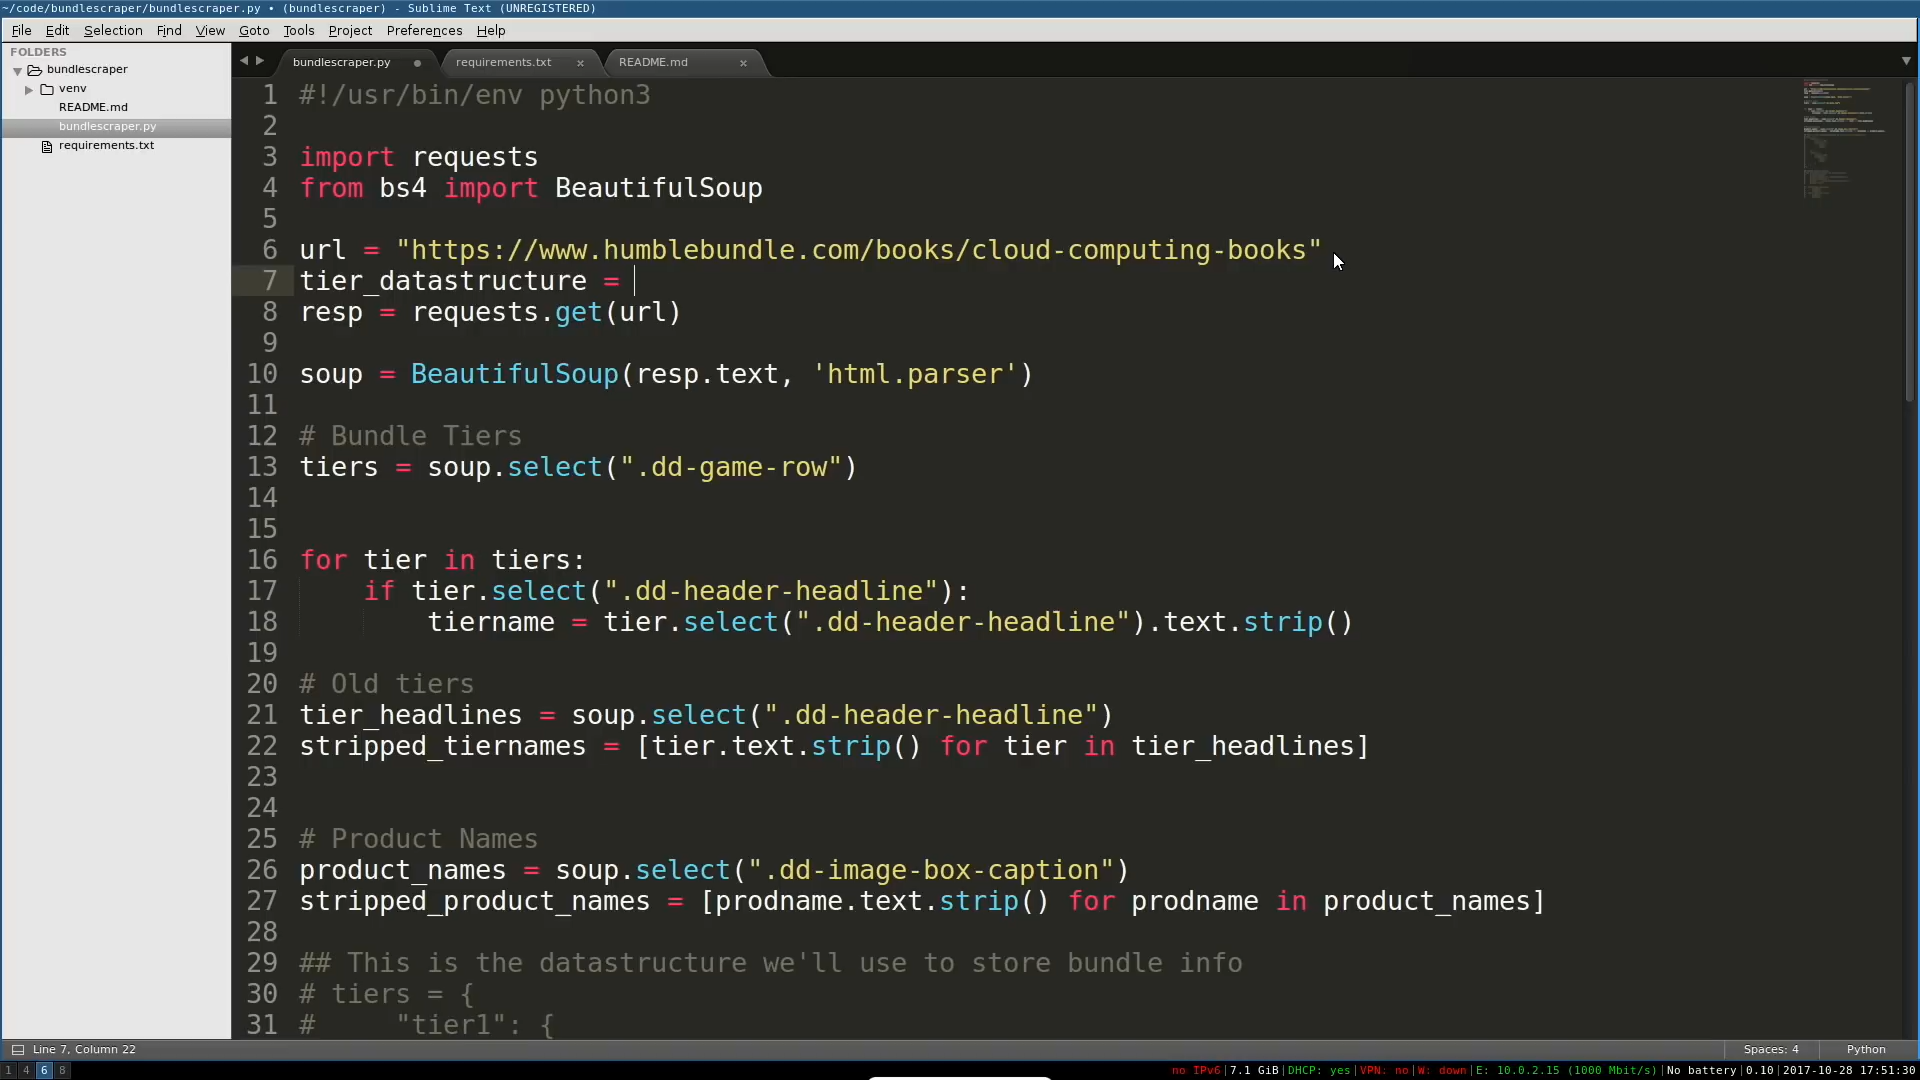 ~/code/bundlescraper/bundlescraper.py • (bundlescraper) - Sublime Text (UNREGISTERED)
File Edit Selection Find View Goto Tools Project Preferences Help
FOLDERS
bundlescraper
venv
README.md
bundlescraper.py
requirements.txt
bundlescraper.py requirements.txt README.md
1 #!/usr/bin/env python3
2
3 import requests
4 from bs4 import BeautifulSoup
5
6 url = "https://www.humblebundle.com/books/cloud-computing-books"
7 tier_datastructure =
8 resp = requests.get(url)
9
10 soup = BeautifulSoup(resp.text, 'html.parser')
11
12 # Bundle Tiers
13 tiers = soup.select(".dd-game-row")
14
15
16 for tier in tiers:
17     if tier.select(".dd-header-headline"):
18         tiername = tier.select(".dd-header-headline").text.strip()
19
20 # Old tiers
21 tier_headlines = soup.select(".dd-header-headline")
22 stripped_tiernames = [tier.text.strip() for tier in tier_headlines]
23
24
25 # Product Names
26 product_names = soup.select(".dd-image-box-caption")
27 stripped_product_names = [prodname.text.strip() for prodname in product_names]
28
29 ## This is the datastructure we'll use to store bundle info
30 # tiers = {
31 #     "tier1": {
Line 7, Column 22 Spaces: 4 Python
1 4 6 8 no IPv6|7.1 GiB|DHCP: yes|VPN: no|W: down|E: 10.0.2.15 (1000 Mbit/s)|No battery|0.10|2017-10-28 17:51:30